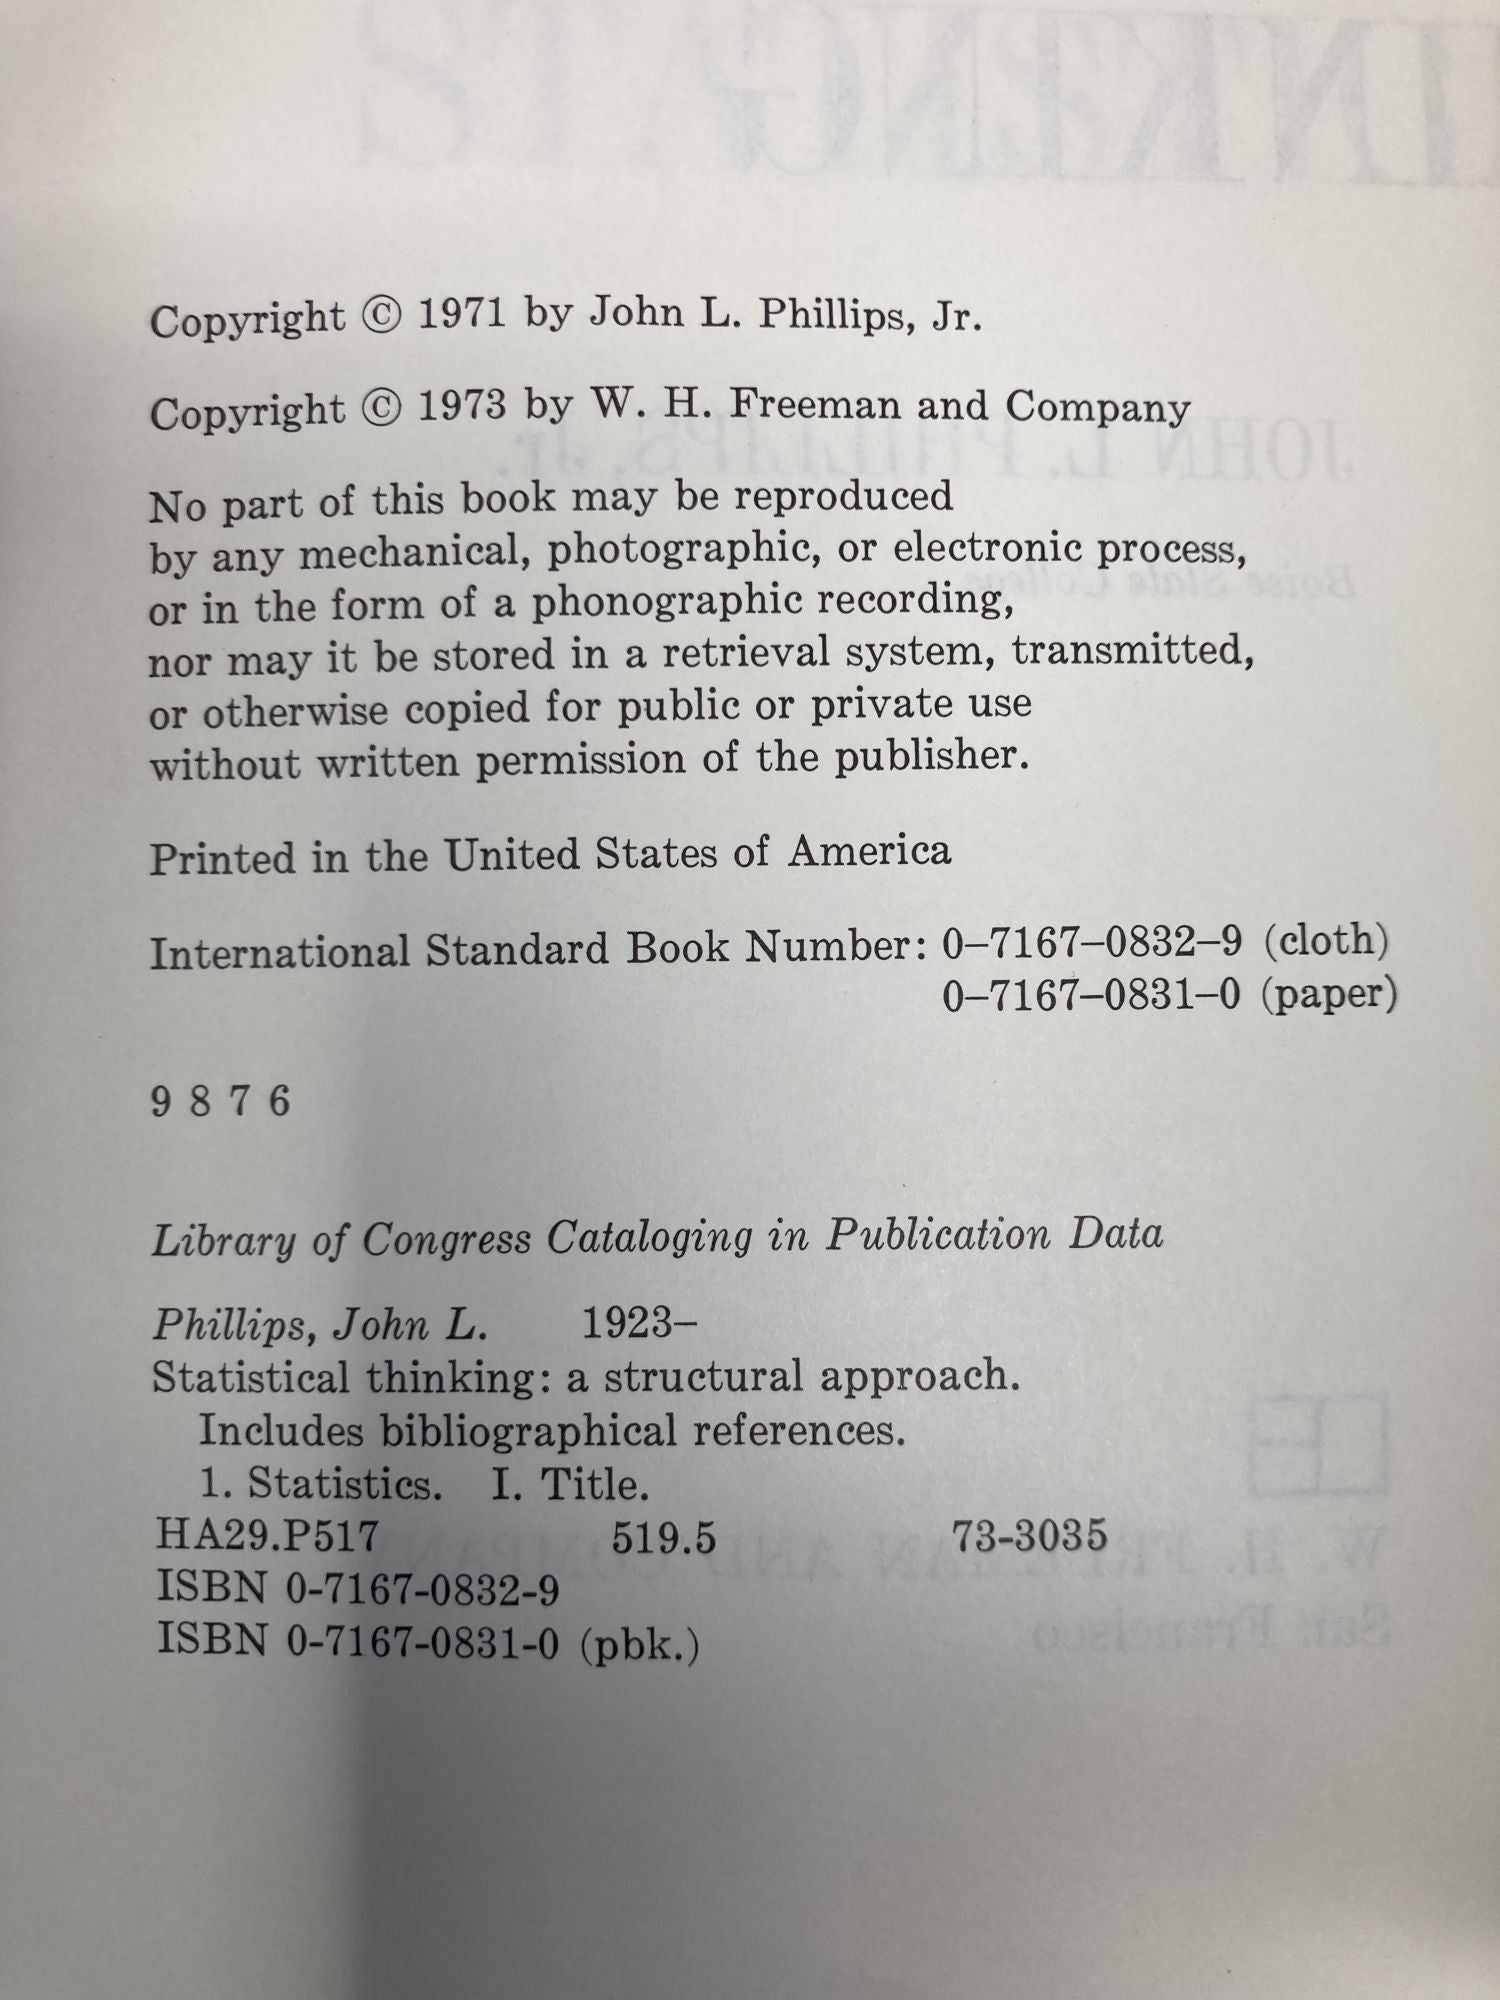 Copyright © 1971 by John L. Phillips, Jr.
Copyright © 1973 by W. H. Freeman and Company
No part of this book may be reproduced
by any mechanical, photographic, or electronic process,
or in the form of a phonographic recording,
nor may it be stored in a retrieval system, transmitted,
or otherwise copied for public or private use
without written permission of the publisher.
Printed in the United States of America
International Standard Book Number: 0–7167–0832–9 (cloth)
0–7167–0831–0 (paper)
9 8 7 6
Library of Congress Cataloging in Publication Data
Phillips, John L. 1923–
Statistical thinking: a structural approach.
Includes bibliographical references.
1. Statistics. I. Title.
HA29.P517 519.5 73-3035
ISBN 0-7167-0832-9
ISBN 0-7167-0831-0 (pbk.)